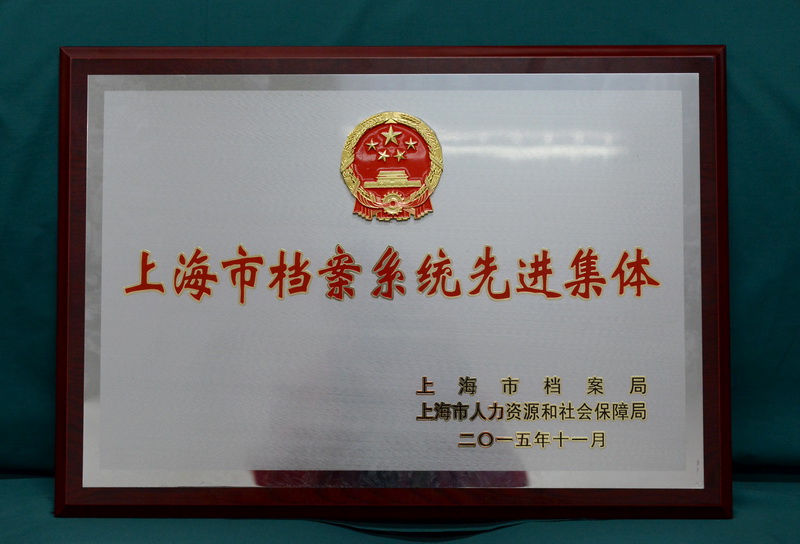 上海市档案系统先进集体
上海市档案局
上海市人力资源和社会保障局
二〇一五年十一月